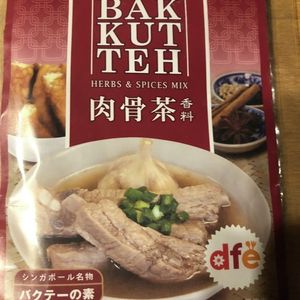 BAK
KUT
TEH
HERBS & SPICES MIX
肉骨茶 香料
dfe
シンガポール名物
バクテーの素